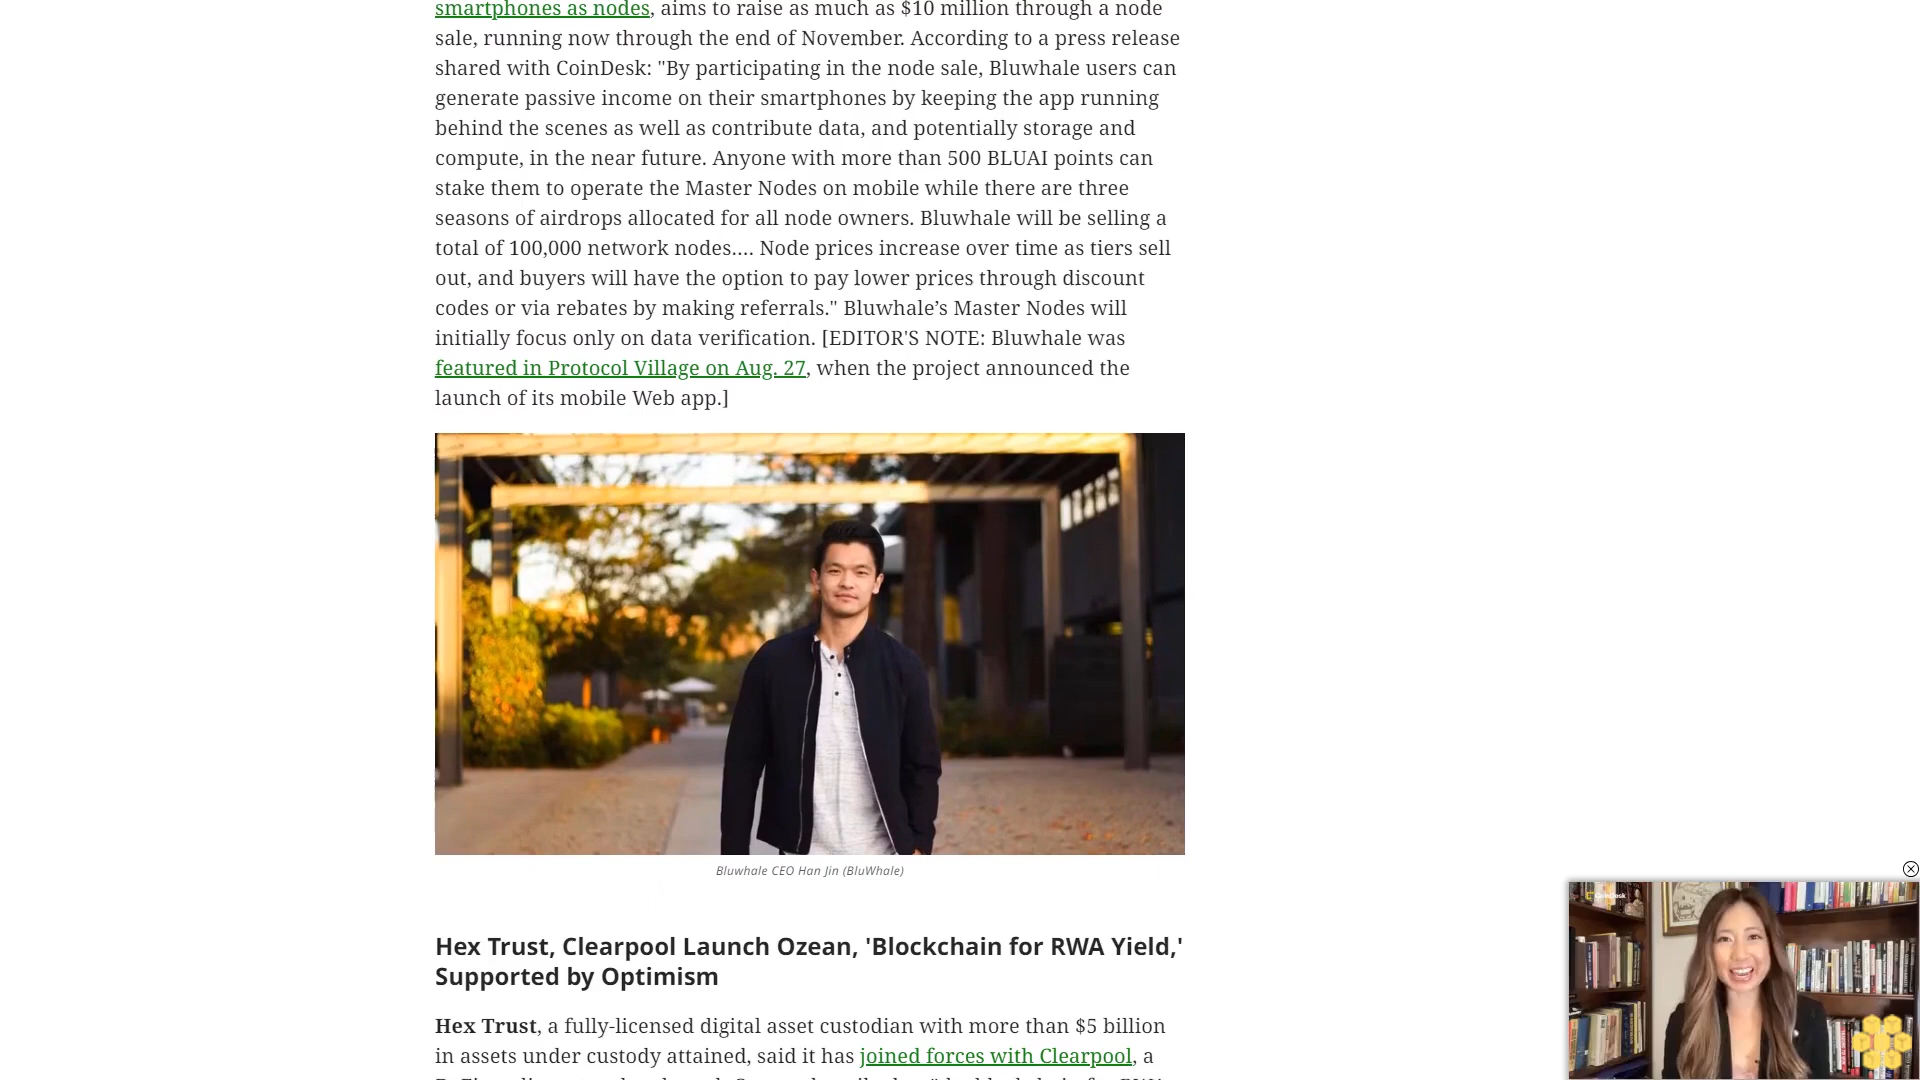 smartphones as nodes, aims to raise as much as $10 million through a node
sale, running now through the end of November. According to a press release
shared with CoinDesk: "By participating in the node sale, Bluwhale users can
generate passive income on their smartphones by keeping the app running
behind the scenes as well as contribute data, and potentially storage and
compute, in the near future. Anyone with more than 500 BLUAI points can
stake them to operate the Master Nodes on mobile while there are three
seasons of airdrops allocated for all node owners. Bluwhale will be selling a
total of 100,000 network nodes.... Node prices increase over time as tiers sell
out, and buyers will have the option to pay lower prices through discount
codes or via rebates by making referrals." Bluwhale’s Master Nodes will
initially focus only on data verification. [EDITOR'S NOTE: Bluwhale was
featured in Protocol Village on Aug. 27, when the project announced the
launch of its mobile Web app.]
Bluwhale CEO Han Jin (BluWhale)
Hex Trust, Clearpool Launch Ozean, 'Blockchain for RWA Yield,'
Supported by Optimism
Hex Trust, a fully-licensed digital asset custodian with more than $5 billion
in assets under custody attained, said it has joined forces with Clearpool, a